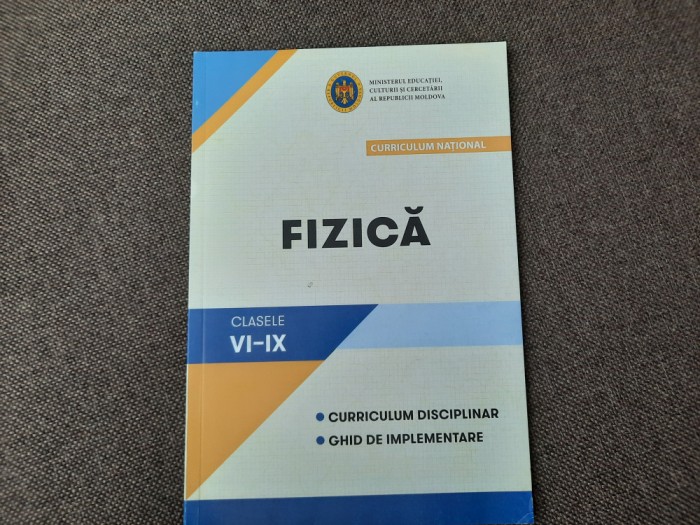 MINISTERUL EDUCAȚIEI,
CULTURII ȘI CERCETĂRII
AL REPUBLICII MOLDOVA
CURRICULUM NAȚIONAL
FIZICĂ
CLASELE
VI–IX
• CURRICULUM DISCIPLINAR
• GHID DE IMPLEMENTARE